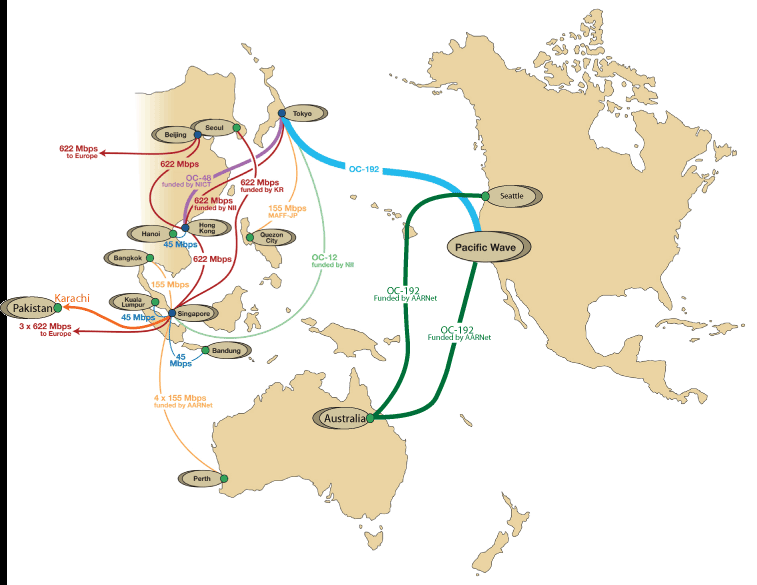 Tokyo
Beijing
Seoul
622 Mbps
to Europe
622 Mbps
OC-192
OC-48
funded by NICT
622 Mbps
funded by KR
622 Mbps
funded by NII
155 Mbps
MAFF-JP
Seattle
Hanoi
Hong
Kong
45 Mbps
Quezon
City
Pacific Wave
Bangkok
622 Mbps
OC-12
funded by NII
155 Mbps
OC-192
Funded by AARNet
Karachi
Pakistan
Kuala
Lumpur
45 Mbps
Singapore
3 x 622 Mbps
to Europe
OC-192
Funded by AARNet
45
Mbps
Bandung
4 x 155 Mbps
funded by AARNet
Australia
Perth